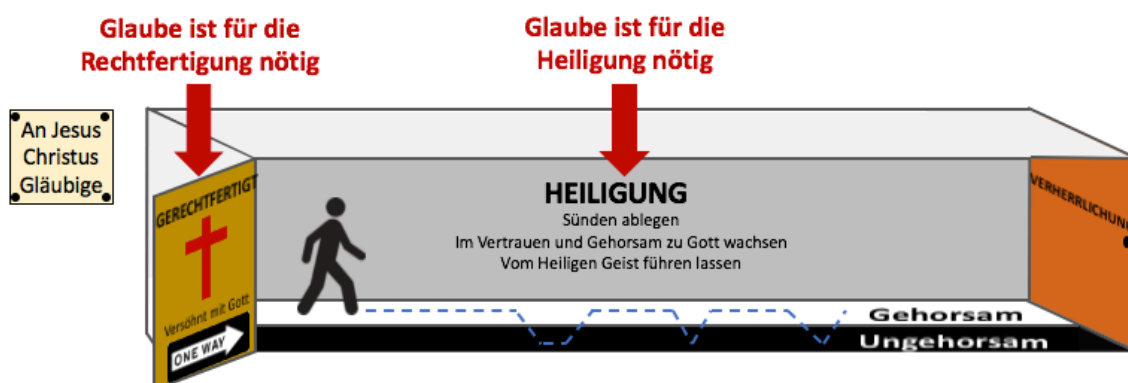 Glaube ist für die
Rechtfertigung nötig
Glaube ist für die
Heiligung nötig
An Jesus
Christus
Gläubige
GERECHTFERTIGT
Versöhnt mit Gott
ONE WAY
HEILIGUNG
Sünden ablegen
Im Vertrauen und Gehorsam zu Gott wachsen
Vom Heiligen Geist führen lassen
VERHERRLICHUNG
Gehorsam
Ungehorsam